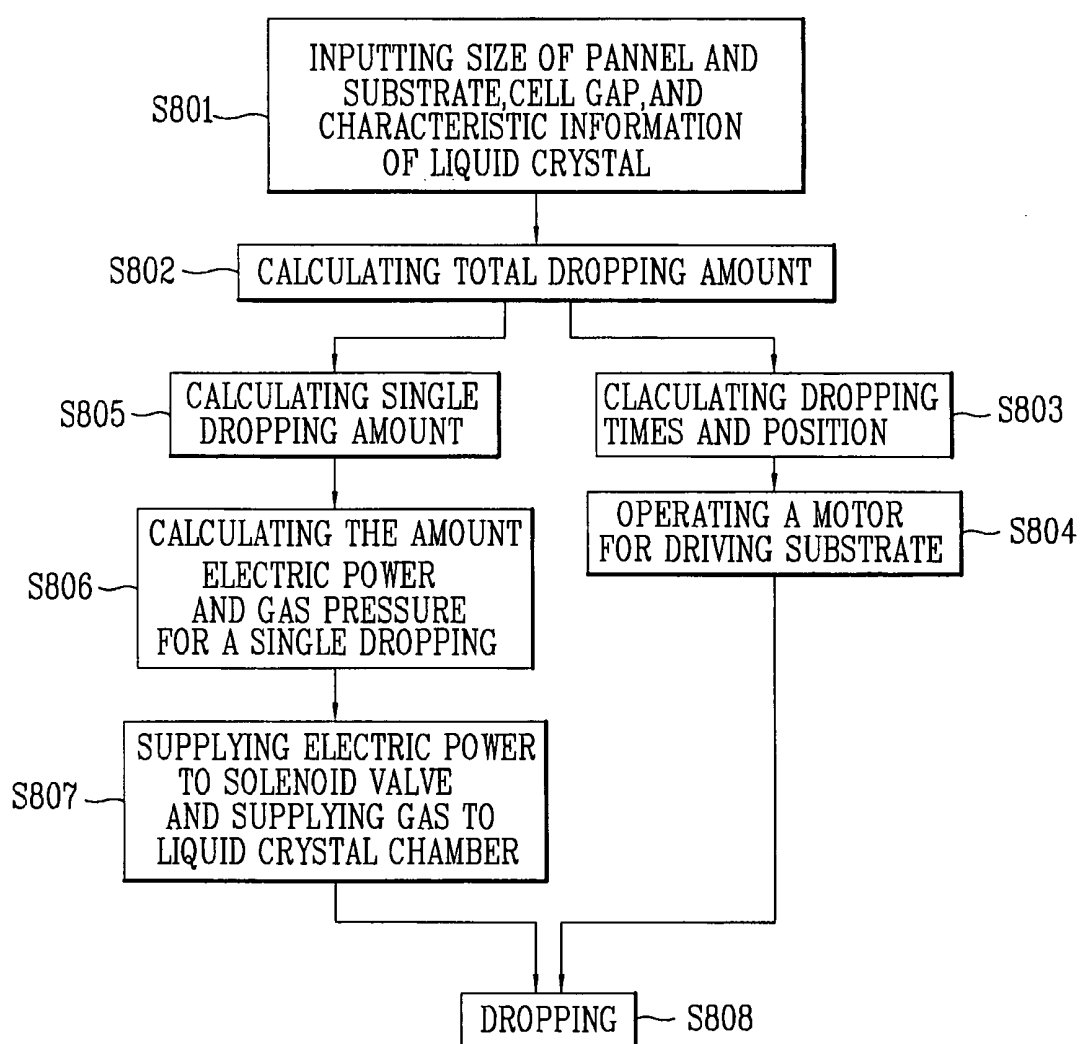 INPUTTING SIZE OF PANNEL AND
SUBSTRATE,CELL GAP,AND
CHARACTERISTIC INFORMATION
OF LIQUID CRYSTAL
S801
S802
CALCULATING TOTAL DROPPING AMOUNT
S805
CALCULATING SINGLE
DROPPING AMOUNT
CLACULATING DROPPING
TIMES AND POSITION
S803
S806
CALCULATING THE AMOUNT
ELECTRIC POWER
AND GAS PRESSURE
FOR A SINGLE DROPPING
OPERATING A MOTOR
FOR DRIVING SUBSTRATE
S804
S807
SUPPLYING ELECTRIC POWER
TO SOLENOID VALVE
AND SUPPLYING GAS TO
LIQUID CRYSTAL CHAMBER
DROPPING
S808